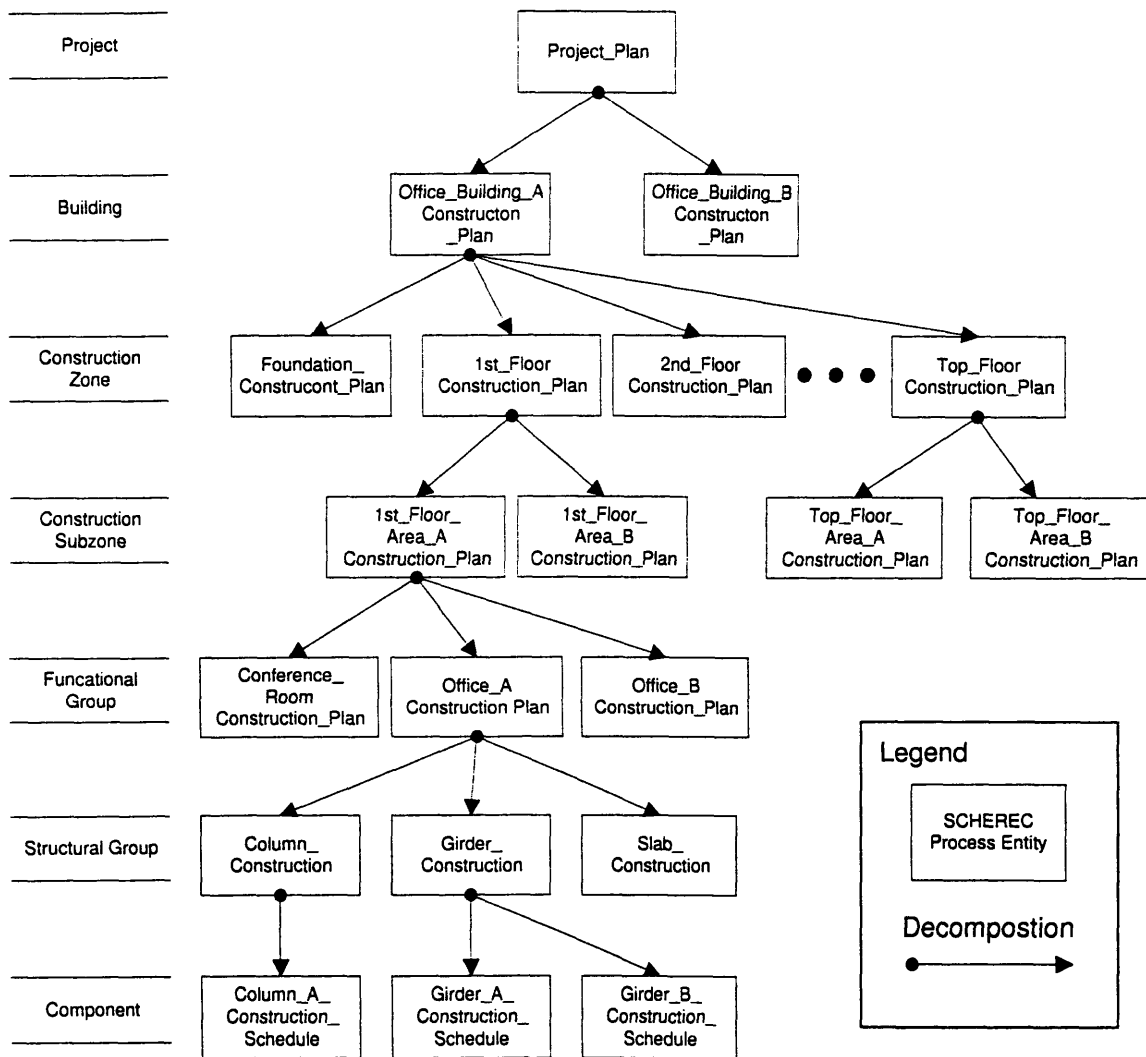 Project
Project_Plan
Building
Office_Building_A
Constructon
_Plan
Office_Building_B
Constructon
_Plan
Construction
Zone
Foundation_
Construcont_Plan
1st_Floor
Construction_Plan
2nd_Floor
Construction_Plan
Top_Floor
Construction_Plan
Construction
Subzone
1st_Floor_
Area_A
Construction_Plan
1st_Floor_
Area_B
Construction_Plan
Top_Floor_
Area_A
Construction_Plan
Top_Floor_
Area_B
Construction_Plan
Funcational
Group
Conference_
Room
Construction_Plan
Office_A
Construction Plan
Office_B
Construction_Plan
Structural Group
Column_
Construction
Girder_
Construction
Slab_
Construction
Component
Column_A_
Construction_
Schedule
Girder_A_
Construction_
Schedule
Girder_B_
Construction_
Schedule
Legend
SCHEREC
Process Entity
Decompostion